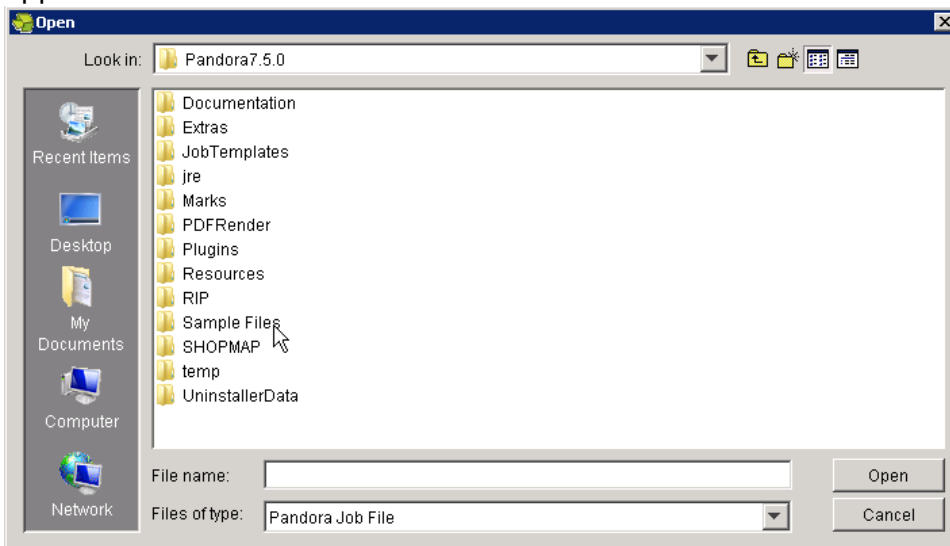 Open
Look in:
Pandora7.5.0
Documentation
Extras
JobTemplates
jre
Marks
PDFRender
Plugins
Resources
RIP
Sample Files
SHOPMAP
temp
UninstallerData
Recent Items
Desktop
My
Documents
Computer
Network
File name:
Open
Files of type:
Pandora Job File
Cancel